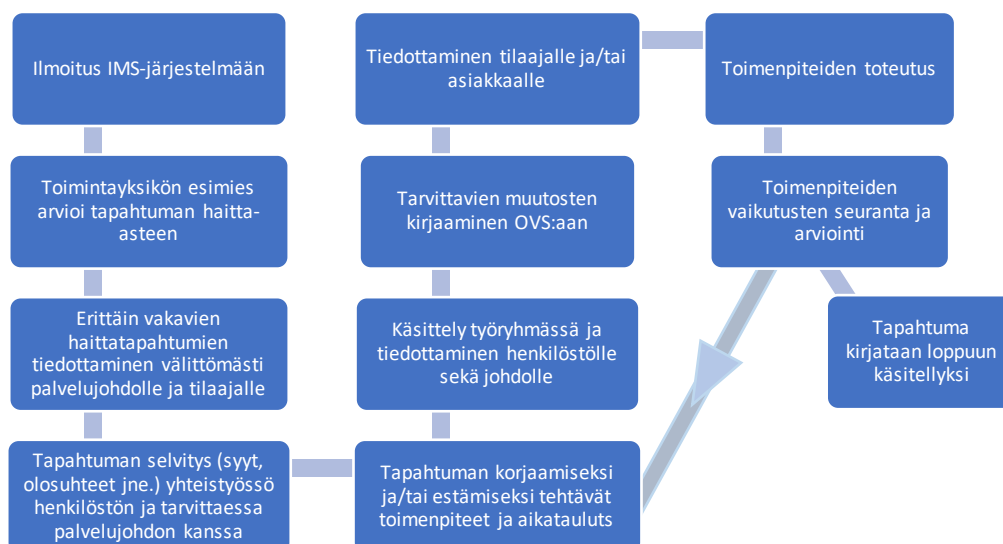 Ilmoitus IMS-järjestelmään
Toimintayksikön esimies
arvioi tapahtuman haitta-
asteen
Erittäin vakavien
haittatapahtumien
tiedottaminen välittömästi
palvelujohdolle ja tilaajalle
Tapahtuman selvitys (syyt,
olosuhteet jne.) yhteistyössö
henkilöstön ja tarvittaessa
palvelujohdon kanssa
Tapahtuman korjaamiseksi
ja/tai estämiseksi tehtävät
toimenpiteet ja aikatauluts
Käsittely työryhmässä ja
tiedottaminen henkilöstölle
sekä johdolle
Tarvittavien muutosten
kirjaaminen OVS:aan
Tiedottaminen tilaajalle ja/tai
asiakkaalle
Toimenpiteiden toteutus
Toimenpiteiden
vaikutusten seuranta ja
arviointi
Tapahtuma
kirjataan loppuun
käsitellyksi